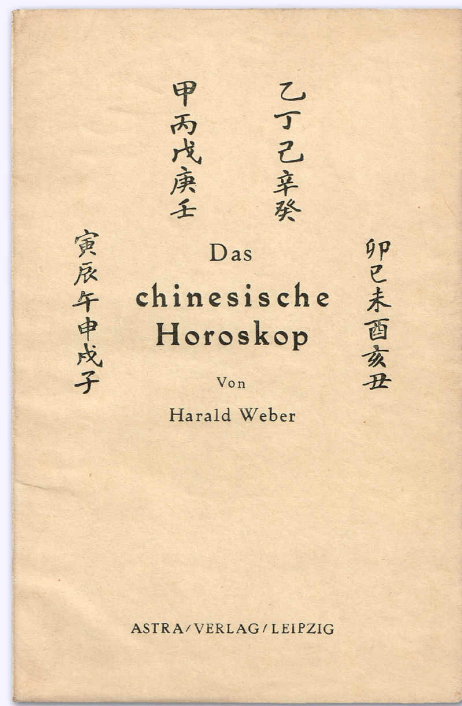 甲丙戊庚壬
乙丁己辛癸
寅辰午申戌子
卯巳未酉亥丑
Das
chinesische
Horoskop
Von
Harald Weber
ASTRA/VERLAG/LEIPZIG